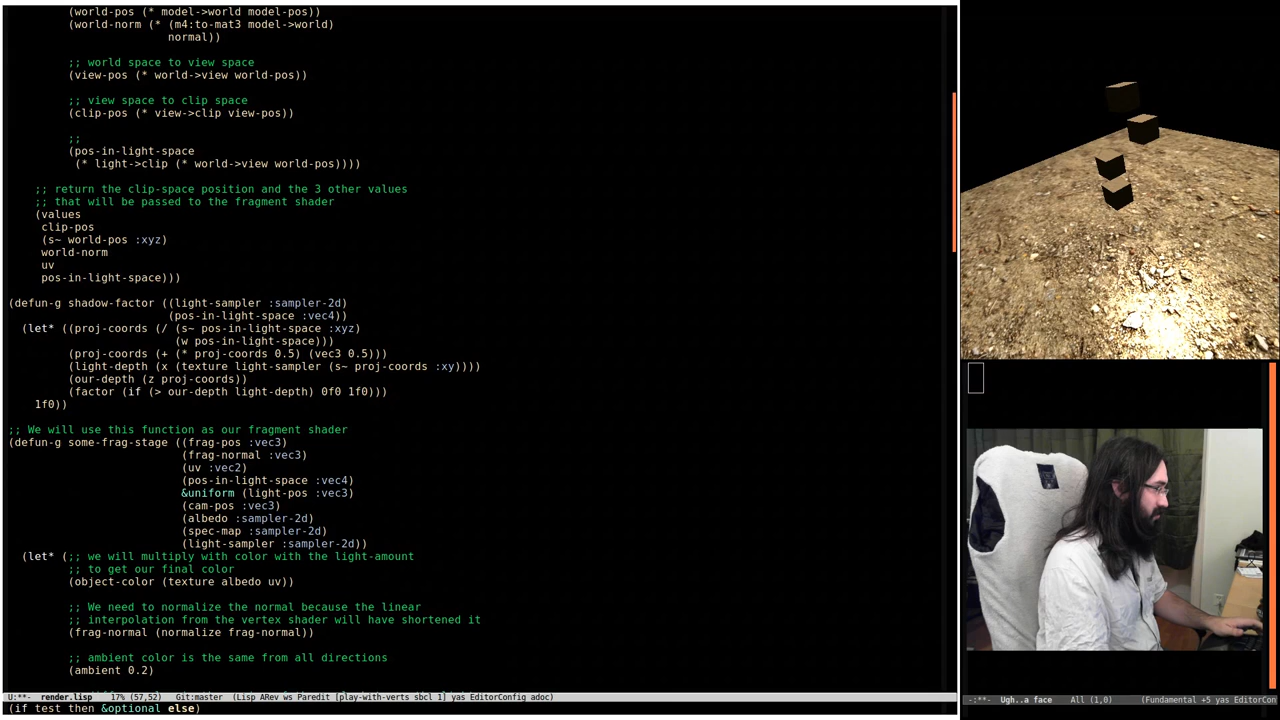 (world-pos (* model->world model-pos))
(world-norm (* (m4:to-mat3 model->world)
normal))
;; world space to view space
(view-pos (* world->view world-pos))
;; view space to clip space
(clip-pos (* view->clip view-pos))
;;
(pos-in-light-space
(* light->clip (* world->view world-pos))))
;; return the clip-space position and the 3 other values
;; that will be passed to the fragment shader
(values
clip-pos
(s~ world-pos :xyz)
world-norm
uv
pos-in-light-space)))
(defun-g shadow-factor ((light-sampler :sampler-2d)
(pos-in-light-space :vec4))
(let* ((proj-coords (/ (s~ pos-in-light-space :xyz)
(w pos-in-light-space)))
(proj-coords (+ (* proj-coords 0.5) (vec3 0.5)))
(light-depth (x (texture light-sampler (s~ proj-coords :xy))))
(our-depth (z proj-coords))
(factor (if (> our-depth light-depth) 0f0 1f0)))
1f0))
;; We will use this function as our fragment shader
(defun-g some-frag-stage ((frag-pos :vec3)
(frag-normal :vec3)
(uv :vec2)
(pos-in-light-space :vec4)
&uniform (light-pos :vec3)
(cam-pos :vec3)
(albedo :sampler-2d)
(spec-map :sampler-2d)
(light-sampler :sampler-2d))
(let* (;; we will multiply with color with the light-amount
;; to get our final color
(object-color (texture albedo uv))
;; We need to normalize the normal because the linear
;; interpolation from the vertex shader will have shortened it
(frag-normal (normalize frag-normal))
;; ambient color is the same from all directions
(ambient 0.2)
U:**- render.lisp 17% (57,52) Git:master (Lisp ARev ws Paredit [play-with-verts sbcl 1] yas EditorConfig adoc)
(if test then &optional else)
-:**- Ugh..a face All (1,0) (Fundamental +5 yas EditorCon